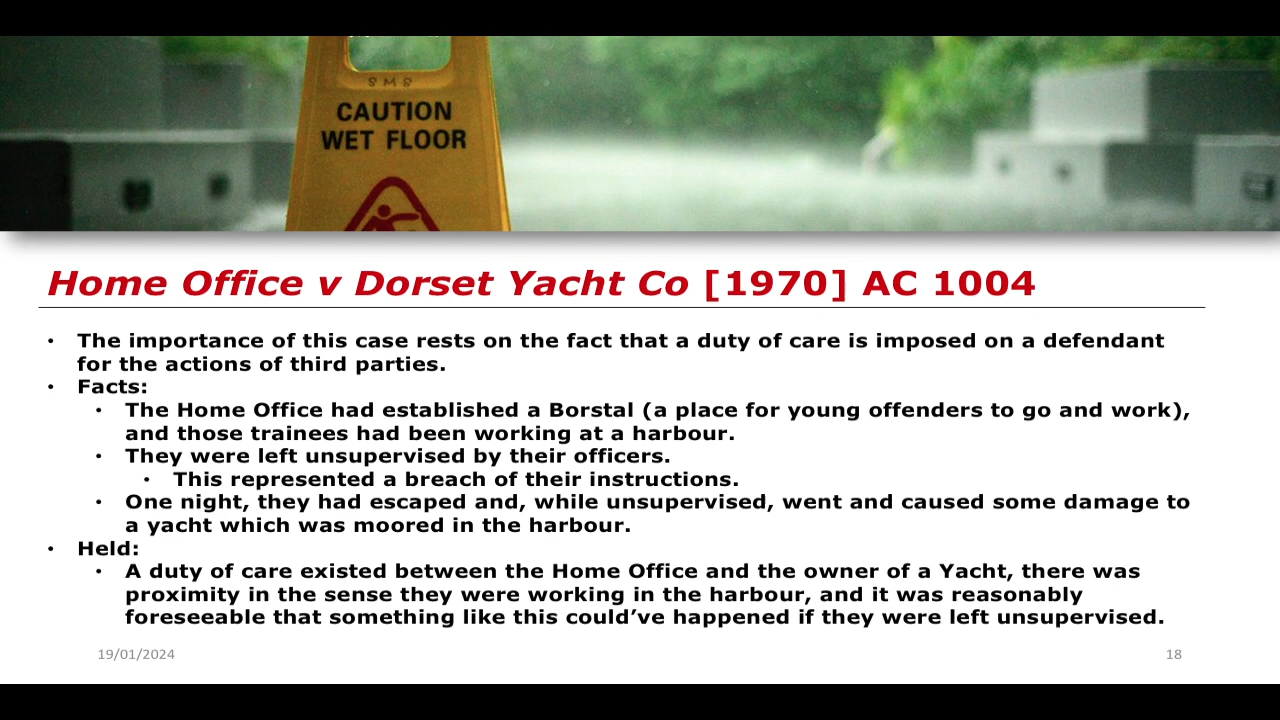 SMS
CAUTION
WET FLOOR
Home Office v Dorset Yacht Co [1970] AC 1004
• The importance of this case rests on the fact that a duty of care is imposed on a defendant
for the actions of third parties.
• Facts:
• The Home Office had established a Borstal (a place for young offenders to go and work),
and those trainees had been working at a harbour.
• They were left unsupervised by their officers.
• This represented a breach of their instructions.
• One night, they had escaped and, while unsupervised, went and caused some damage to
a yacht which was moored in the harbour.
• Held:
• A duty of care existed between the Home Office and the owner of a Yacht, there was
proximity in the sense they were working in the harbour, and it was reasonably
foreseeable that something like this could’ve happened if they were left unsupervised.
19/01/2024
18